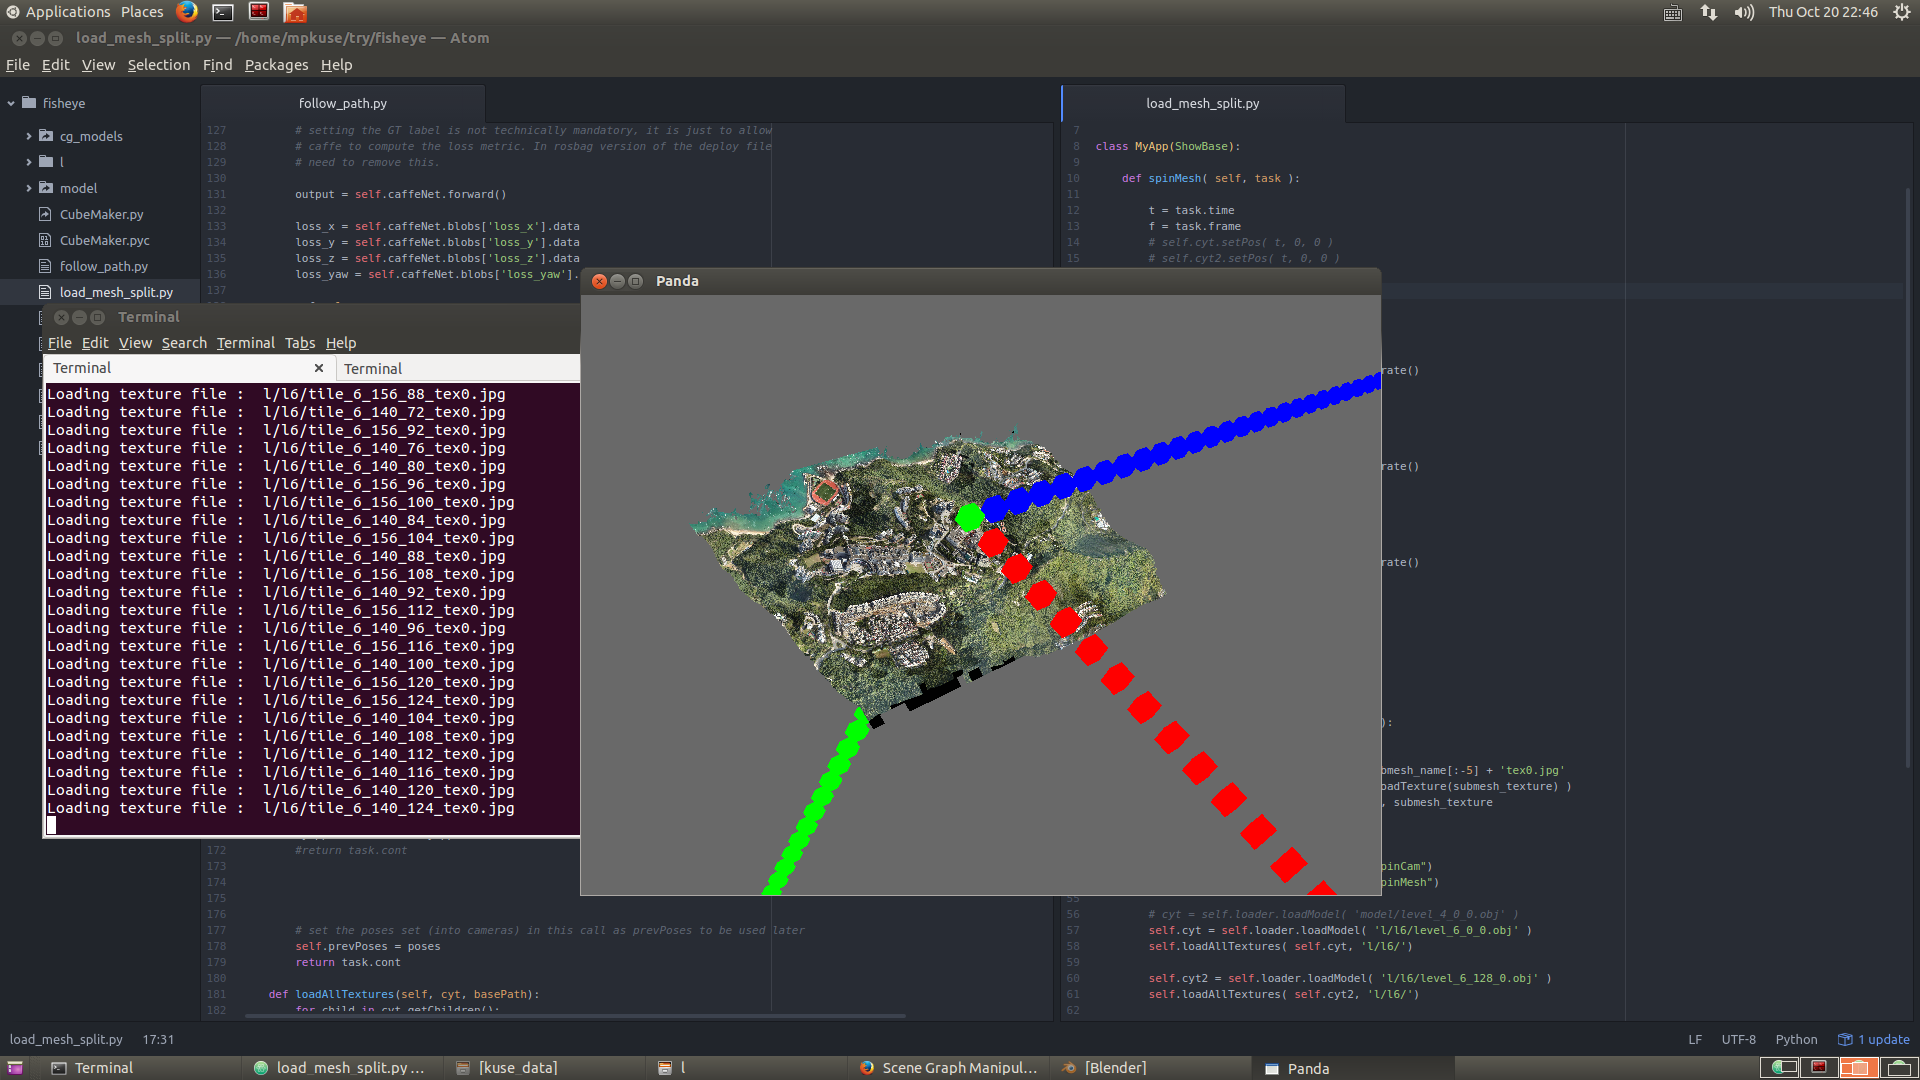 Applications Places
Thu Oct 20 22:46
load_mesh_split.py — /home/mpkuse/try/fisheye — Atom
File Edit View Selection Find Packages Help
fisheye
cg_models
l
model
CubeMaker.py
CubeMaker.pyc
follow_path.py
load_mesh_split.py
follow_path.py
127 # setting the GT label is not technically mandatory, it is just to allow
128 # caffe to compute the loss metric. In rosbag version of the deploy file
129 # need to remove this.
130
131 output = self.caffeNet.forward()
132
133 loss_x = self.caffeNet.blobs['loss_x'].data
134 loss_y = self.caffeNet.blobs['loss_y'].data
135 loss_z = self.caffeNet.blobs['loss_z'].data
136 loss_yaw = self.caffeNet.blobs['loss_yaw'].
137
load_mesh_split.py
7
8 class MyApp(ShowBase):
9
10 def spinMesh( self, task ):
11
12 t = task.time
13 f = task.frame
14 # self.cyt.setPos( t, 0, 0 )
15 # self.cyt2.setPos( t, 0, 0 )
Panda
Terminal
File Edit View Search Terminal Tabs Help
Terminal
Terminal
Loading texture file : l/l6/tile_6_156_88_tex0.jpg
Loading texture file : l/l6/tile_6_140_72_tex0.jpg
Loading texture file : l/l6/tile_6_156_92_tex0.jpg
Loading texture file : l/l6/tile_6_140_76_tex0.jpg
Loading texture file : l/l6/tile_6_140_80_tex0.jpg
Loading texture file : l/l6/tile_6_156_96_tex0.jpg
Loading texture file : l/l6/tile_6_156_100_tex0.jpg
Loading texture file : l/l6/tile_6_140_84_tex0.jpg
Loading texture file : l/l6/tile_6_156_104_tex0.jpg
Loading texture file : l/l6/tile_6_140_88_tex0.jpg
Loading texture file : l/l6/tile_6_156_108_tex0.jpg
Loading texture file : l/l6/tile_6_140_92_tex0.jpg
Loading texture file : l/l6/tile_6_156_112_tex0.jpg
Loading texture file : l/l6/tile_6_140_96_tex0.jpg
Loading texture file : l/l6/tile_6_156_116_tex0.jpg
Loading texture file : l/l6/tile_6_140_100_tex0.jpg
Loading texture file : l/l6/tile_6_156_120_tex0.jpg
Loading texture file : l/l6/tile_6_156_124_tex0.jpg
Loading texture file : l/l6/tile_6_140_104_tex0.jpg
Loading texture file : l/l6/tile_6_140_108_tex0.jpg
Loading texture file : l/l6/tile_6_140_112_tex0.jpg
Loading texture file : l/l6/tile_6_140_116_tex0.jpg
Loading texture file : l/l6/tile_6_140_120_tex0.jpg
Loading texture file : l/l6/tile_6_140_124_tex0.jpg
rate()
rate()
rate()
):
bmesh_name[:-5] + 'tex0.jpg'
adTexture(submesh_texture) )
, submesh_texture
pinCam")
pinMesh")
172 #return task.cont
173
174
175
176
177 # set the poses set (into cameras) in this call as prevPoses to be used later
178 self.prevPoses = poses
179 return task.cont
180
181 def loadAllTextures(self, cyt, basePath):
182 for child in cyt.getChildren():
55
56 # cyt = self.loader.loadModel( 'model/level_4_0_0.obj' )
57 self.cyt = self.loader.loadModel( 'l/l6/level_6_0_0.obj' )
58 self.loadAllTextures( self.cyt, 'l/l6/')
59
60 self.cyt2 = self.loader.loadModel( 'l/l6/level_6_128_0.obj' )
61 self.loadAllTextures( self.cyt2, 'l/l6/')
62
load_mesh_split.py 17:31
LF UTF-8 Python 1 update
Terminal
load_mesh_split.py ...
[kuse_data]
l
Scene Graph Manipul...
[Blender]
Panda